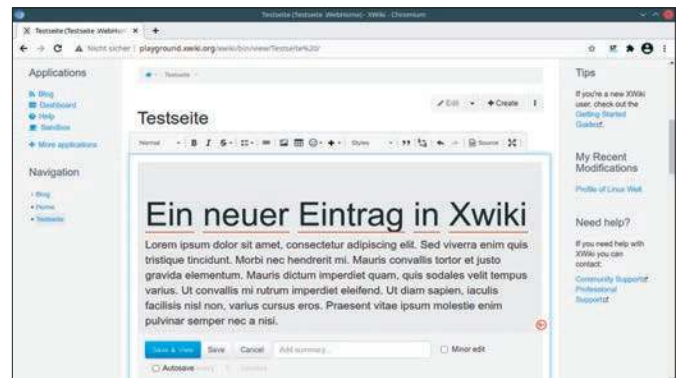 Testseite (Testseite.WebHome) - XWiki - Chromium
Testseite (Testseite.WebHom
Nicht sicher | playground.xwiki.org/xwiki/bin/view/Testseite%20/
Applications
Blog
Dashboard
Help
Sandbox
More applications
Navigation
Blog
Home
Testseite
Testseite
Testseite
Edit
Create
Normal
B I S
Styles
Source
Ein neuer Eintrag in Xwiki
Lorem ipsum dolor sit amet, consectetur adipiscing elit. Sed viverra enim quis
tristique tincidunt. Morbi nec hendrerit mi. Mauris convallis tortor et justo
gravida elementum. Mauris dictum imperdiet quam, quis sodales velit tempus
varius. Ut convallis mi rutrum imperdiet eleifend. Ut diam sapien, iaculis
facilisis nisl non, varius cursus eros. Praesent vitae ipsum molestie enim
pulvinar semper nec a nisi.
Save & View
Save
Cancel
Add summary...
Minor edit
Autosave
Tips
If you're a new XWiki
user, check out the
Getting Started
Guide
My Recent
Modifications
Profile of Linus Welt
Need help?
If you need help with
XWiki you can
contact:
Community Support
Professional
Support